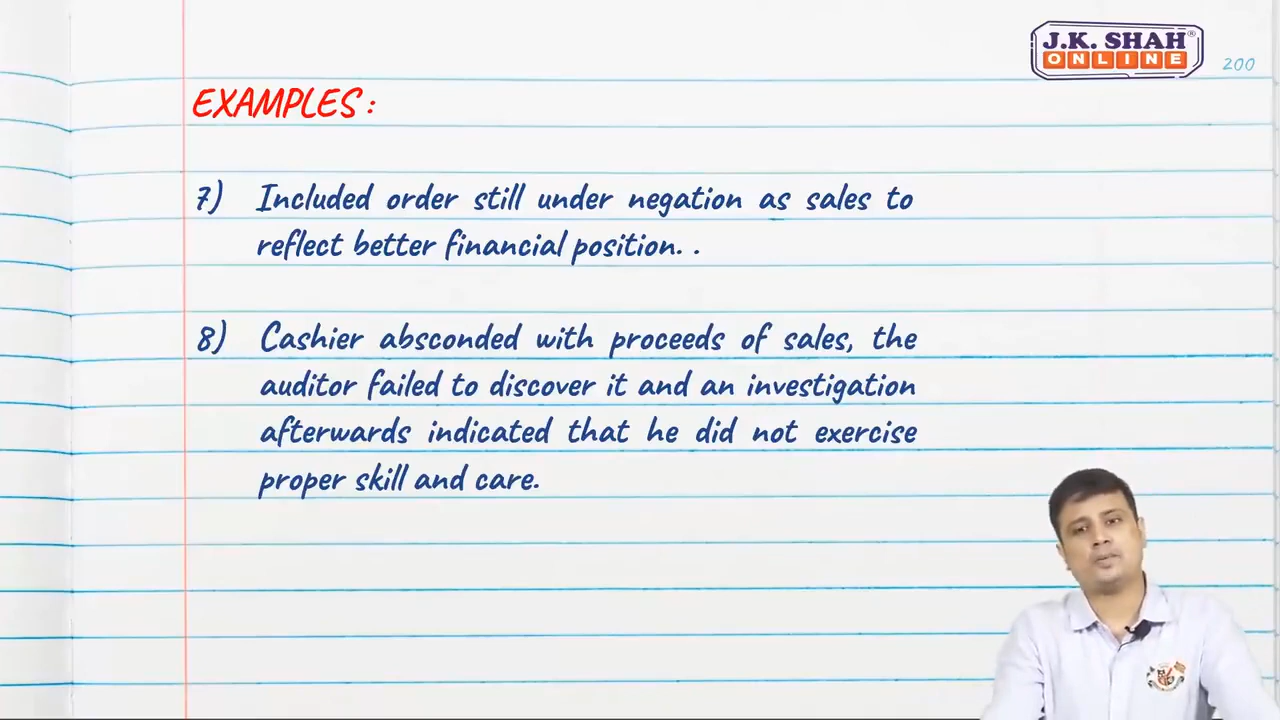 J.K. SHAH®
ONLINE
200
EXAMPLES :
7) Included order still under negation as sales to
reflect better financial position. .
8) Cashier absconded with proceeds of sales, the
auditor failed to discover it and an investigation
afterwards indicated that he did not exercise
proper skill and care.